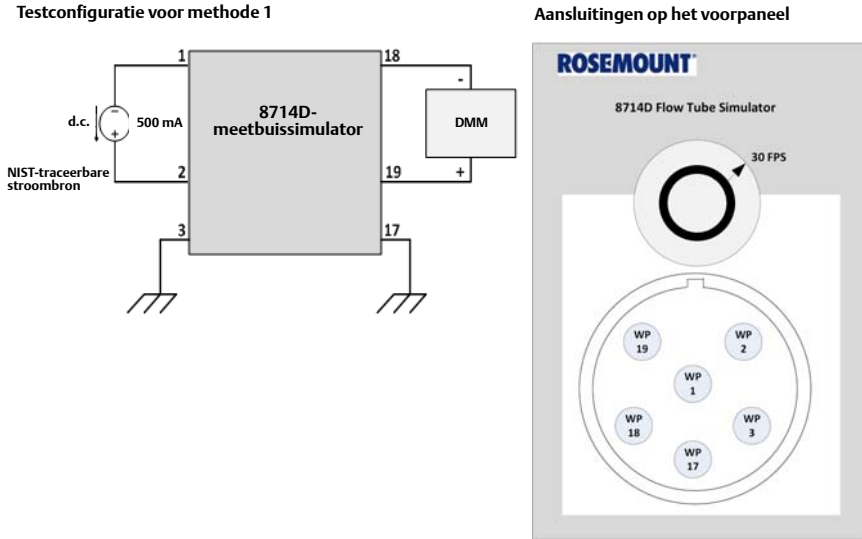 Testconfiguratie voor methode 1
1
18
d.c.
500 mA
8714D-
meetbuissimulator
-
DMM
+
NIST-traceerbare
stroombron
2
19
3
17
Aansluitingen op het voorpaneel
ROSEMOUNT
8714D Flow Tube Simulator
30 FPS
WP
19
WP
2
WP
1
WP
18
WP
3
WP
17